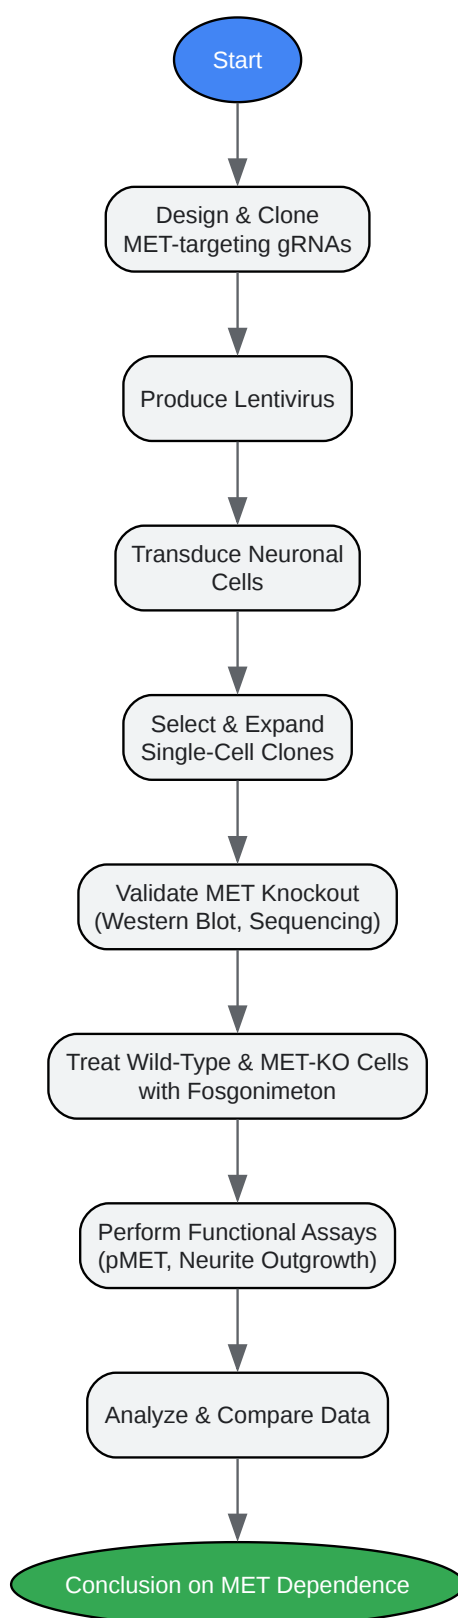 Start
Design & Clone
MET-targeting gRNAs
Produce Lentivirus
Transduce Neuronal
Cells
Select & Expand
Single-Cell Clones
Validate MET Knockout
(Western Blot, Sequencing)
Treat Wild-Type & MET-KO Cells
with Fosgonimeton
Perform Functional Assays
(pMET, Neurite Outgrowth)
Analyze & Compare Data
Conclusion on MET Dependence